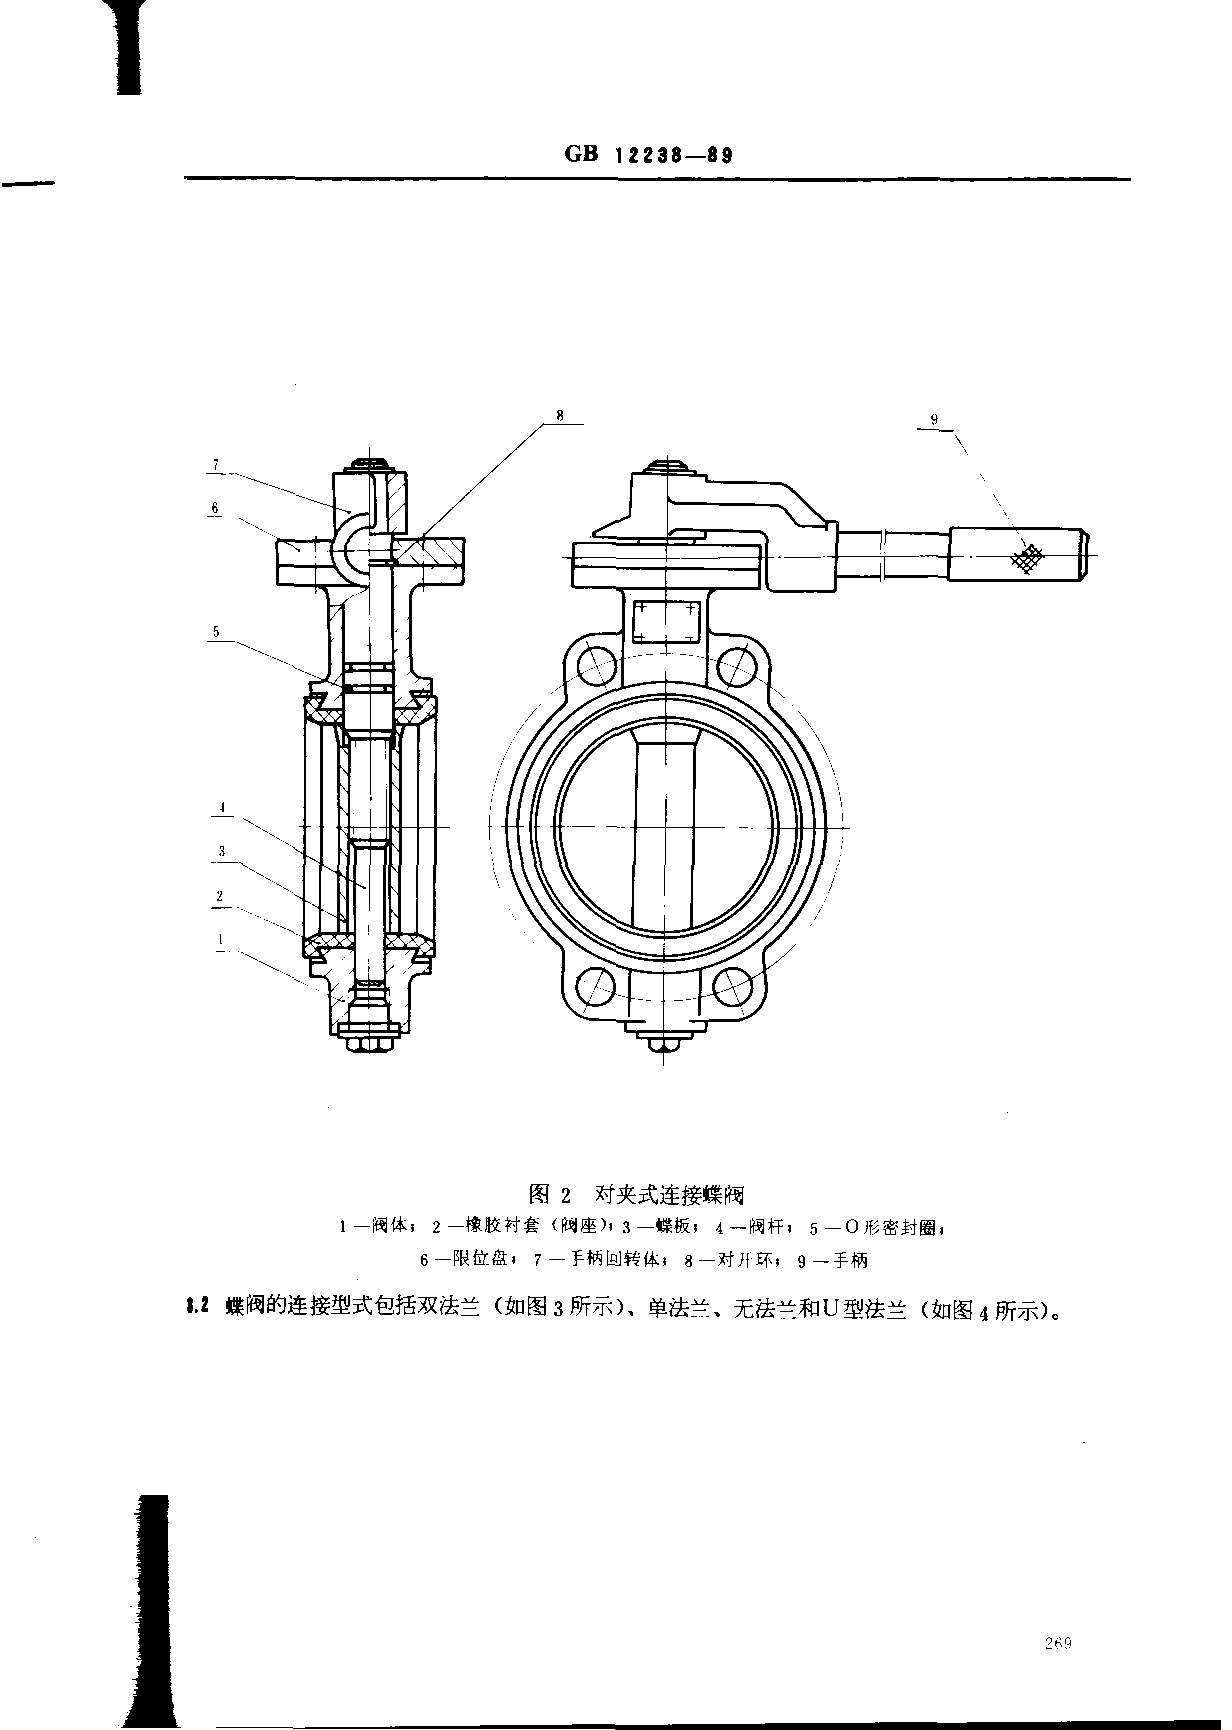 GB 12238—89
8
9
7
6
5
4
3
2
1
图 2 对夹式连接蝶阀
1—阀体； 2—橡胶衬套（阀座）；3—蝶板； 4—阀杆； 5—O形密封圈；
6—限位盘； 7—手柄回转体； 8—对开环； 9—手柄
3.2 蝶阀的连接型式包括双法兰（如图3所示）、单法兰、无法兰和U型法兰（如图4所示）。
269